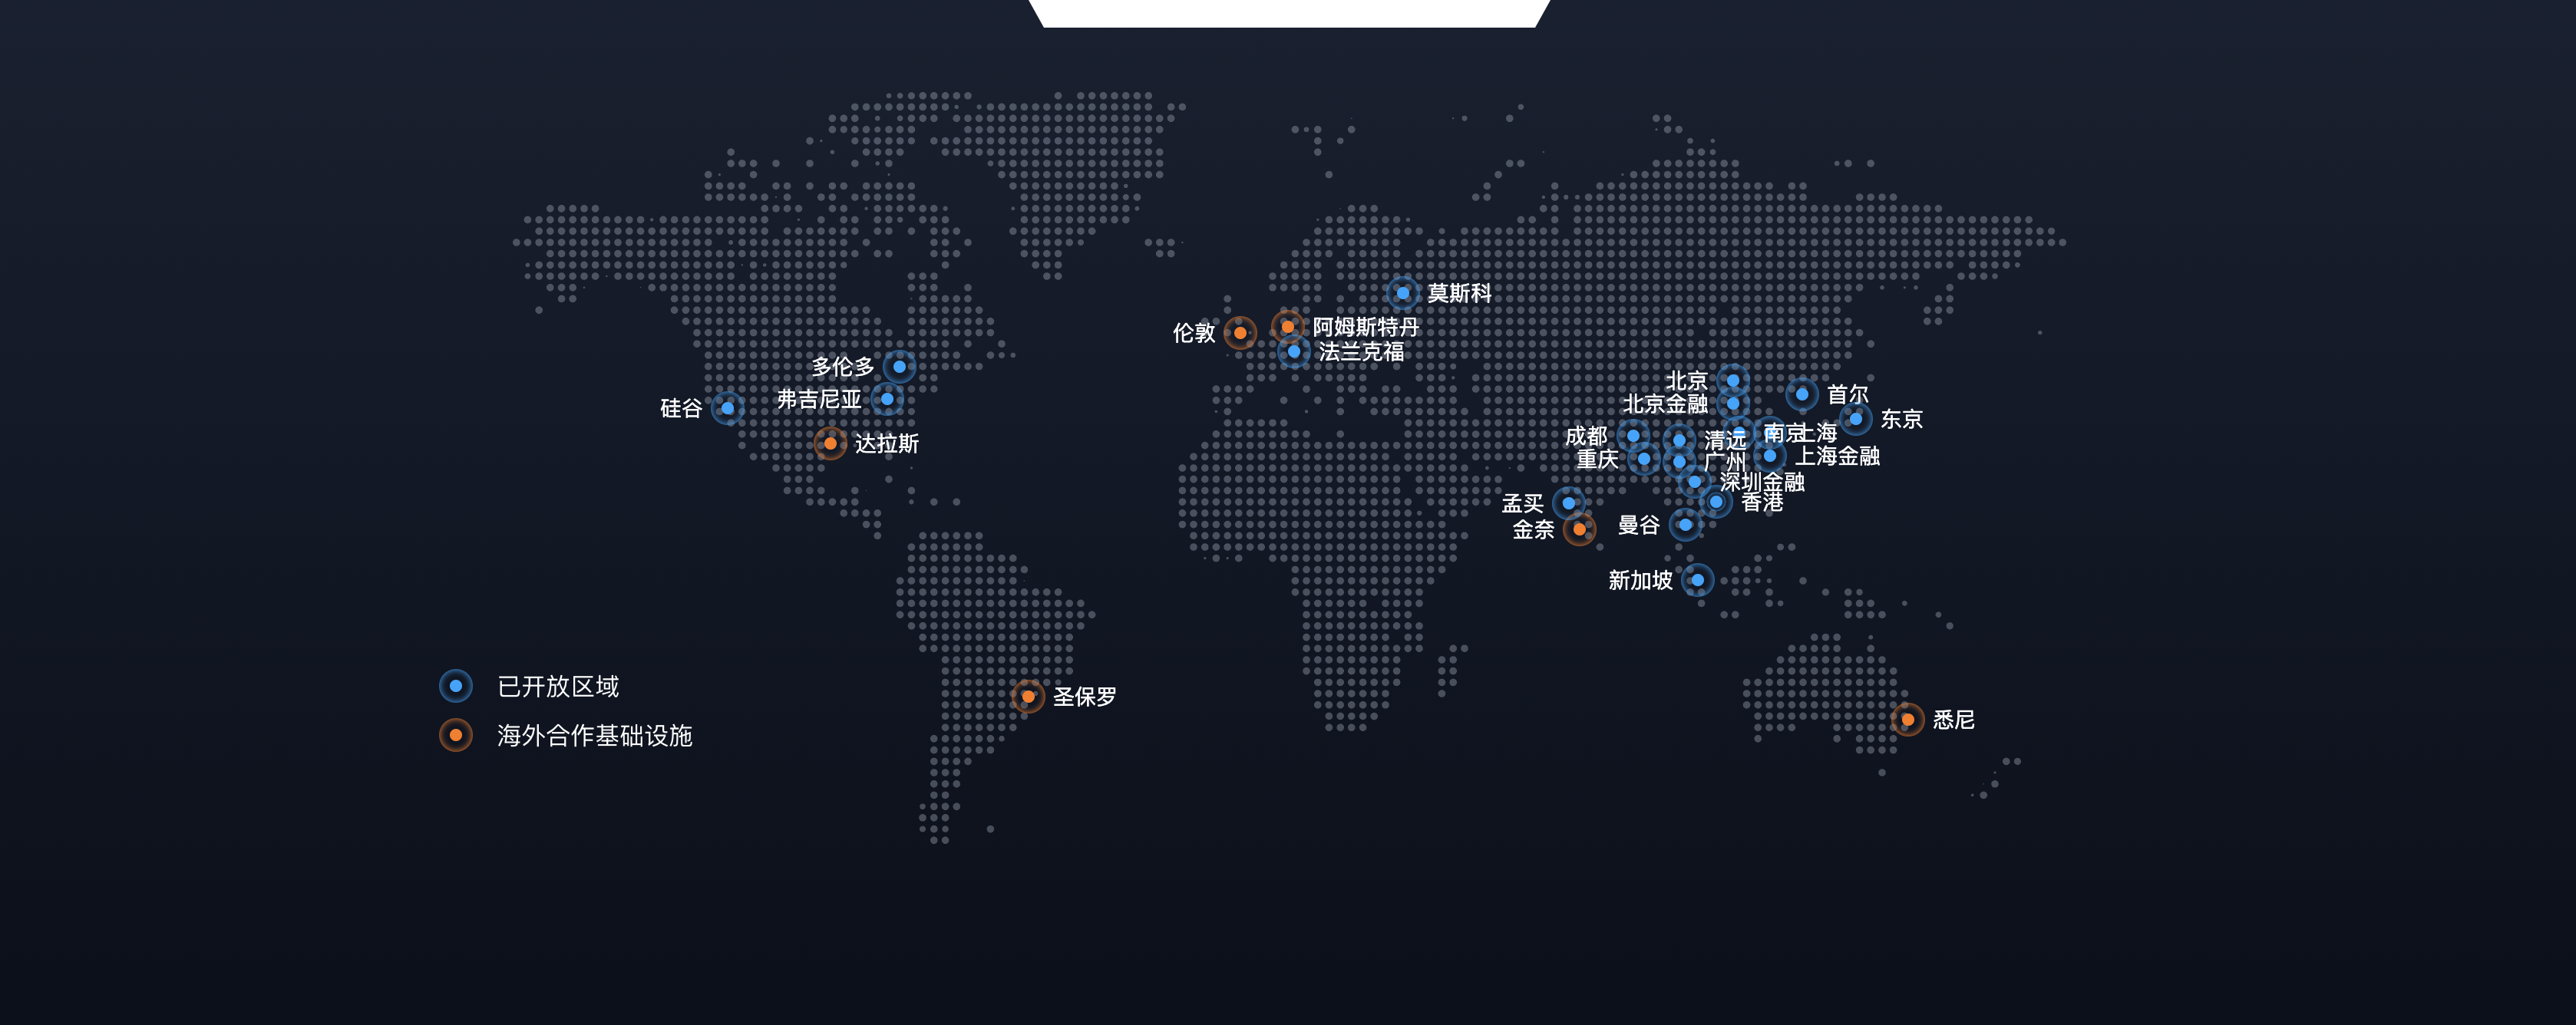 莫斯科
伦敦
阿姆斯特丹
法兰克福
多伦多
弗吉尼亚
硅谷
达拉斯
北京
北京金融
首尔
东京
成都
重庆
清远
广州
南京
上海
上海金融
深圳金融
香港
孟买
金奈
曼谷
新加坡
圣保罗
悉尼
已开放区域
海外合作基础设施